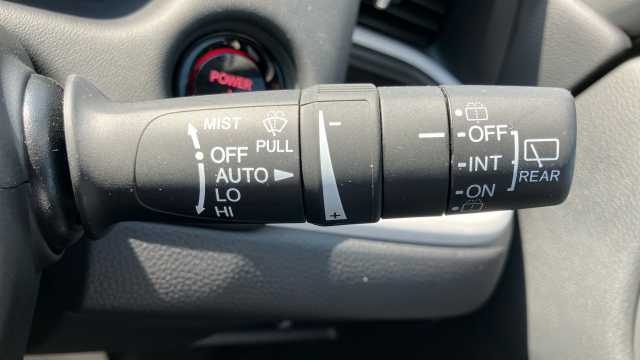 POWER
MIST
PULL
OFF
AUTO
LO
HI
-
+
OFF
INT
ON
REAR